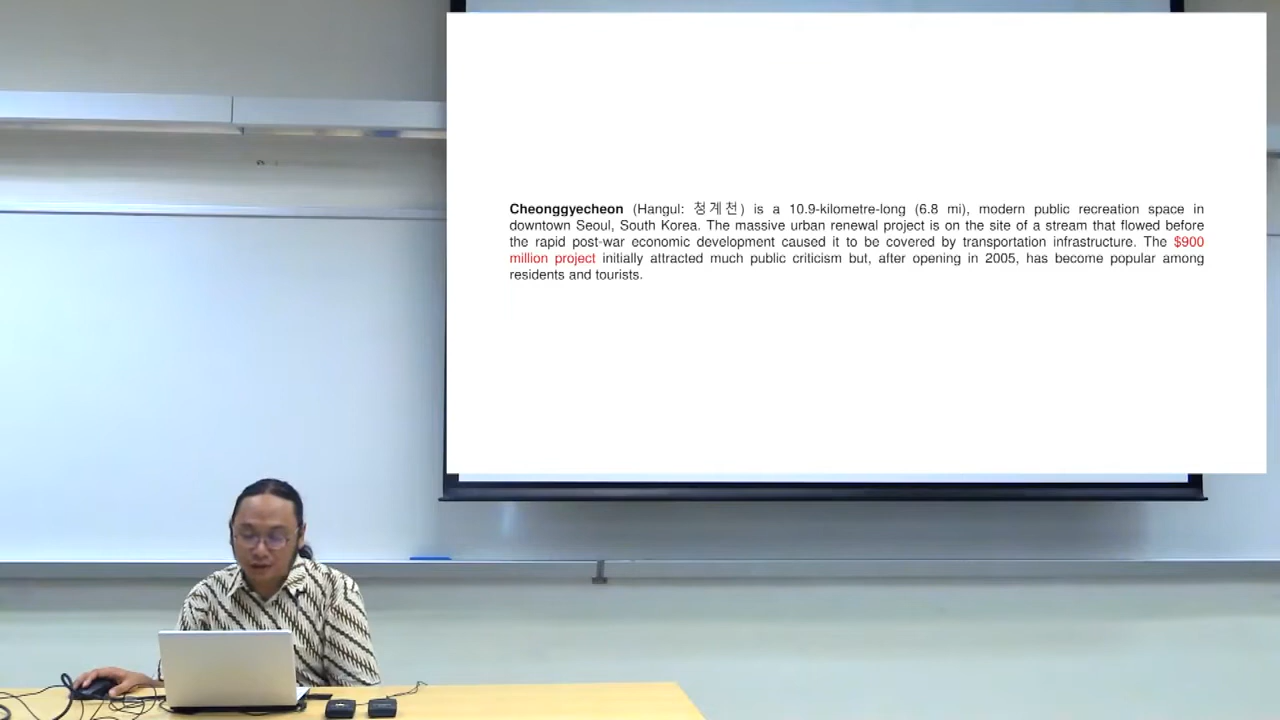 Cheonggyecheon (Hangul: 청계천) is a 10.9-kilometre-long (6.8 mi), modern public recreation space in
downtown Seoul, South Korea. The massive urban renewal project is on the site of a stream that flowed before
the rapid post-war economic development caused it to be covered by transportation infrastructure. The $900
million project initially attracted much public criticism but, after opening in 2005, has become popular among
residents and tourists.